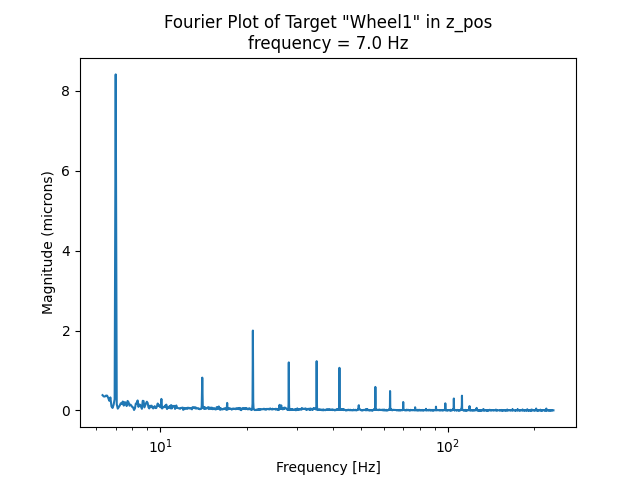 Fourier Plot of Target "Wheel1" in z_pos
frequency = 7.0 Hz
8
6
4
2
0
Magnitude (microns)
10¹
10²
Frequency [Hz]